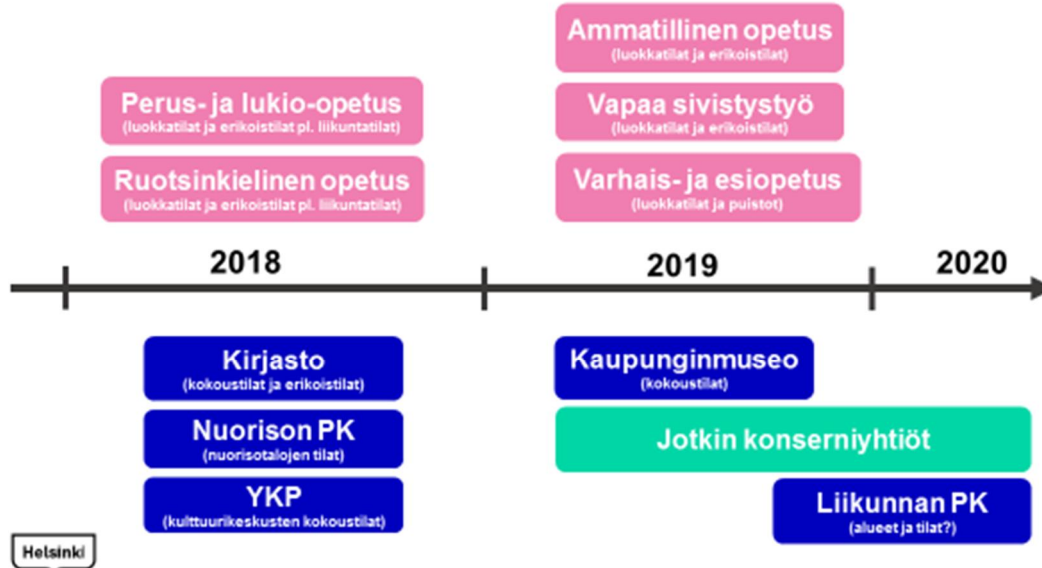 Ammatillinen opetus
(luokkatilat ja erikoistilat)
Perus- ja lukio-opetus
(luokkatilat ja erikoistilat pl. liikuntatilat)
Vapaa sivistystyö
(luokkatilat ja erikoistilat)
Ruotsinkielinen opetus
(luokkatilat ja erikoistilat pl. liikuntatilat)
Varhais- ja esiopetus
(luokkatilat ja puistot)
2018
2019
2020
Kirjasto
(kokoustilat ja erikoistilat)
Kaupunginmuseo
(kokoustilat)
Nuorison PK
(nuorisotalojen tilat)
Jotkin konserniyhtiöt
YKP
(kulttuurikeskusten kokoustilat)
Liikunnan PK
(alueet ja tilat?)
Helsinki